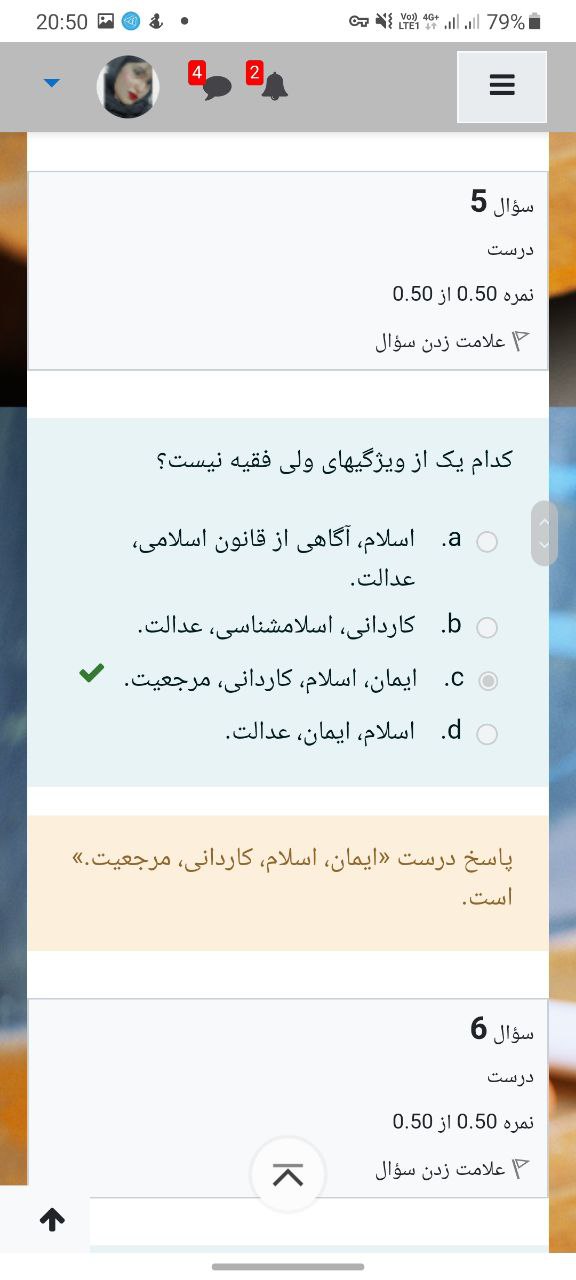 20:50
Vo)) 4G+ 79%
LTE1
4 2
سؤال 5
درست
نمره 0.50 از 0.50
علامت زدن سؤال
کدام یک از ویژگیهای ولی فقیه نیست؟
a. اسلام، آگاهی از قانون اسلامی،
عدالت.
b. کاردانی، اسلامشناسی، عدالت.
c. ایمان، اسلام، کاردانی، مرجعیت.
d. اسلام، ایمان، عدالت.
پاسخ درست «ایمان، اسلام، کاردانی، مرجعیت.»
است.
سؤال 6
درست
نمره 0.50 از 0.50
علامت زدن سؤال